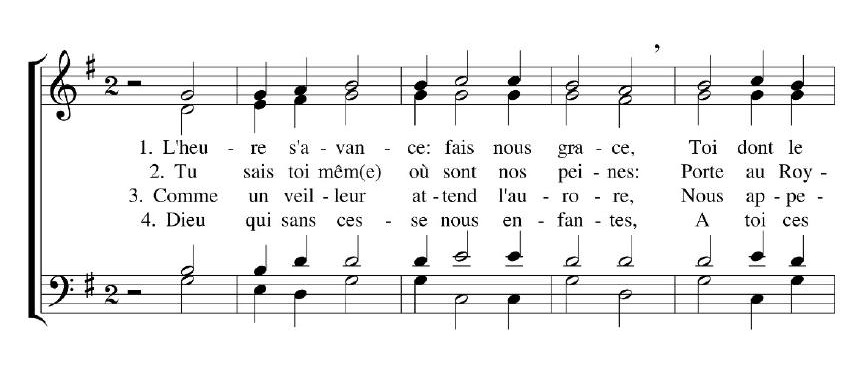 1. L'heu - re s'a - van - ce: fais nous gra - ce, Toi dont le
2. Tu sais toi mêm(e) où sont nos pei - nes: Porte au Roy -
3. Comme un veil - leur at - tend l'au - ro - re, Nous ap - pe -
4. Dieu qui sans ces - se nous en - fan - tes, A toi ces